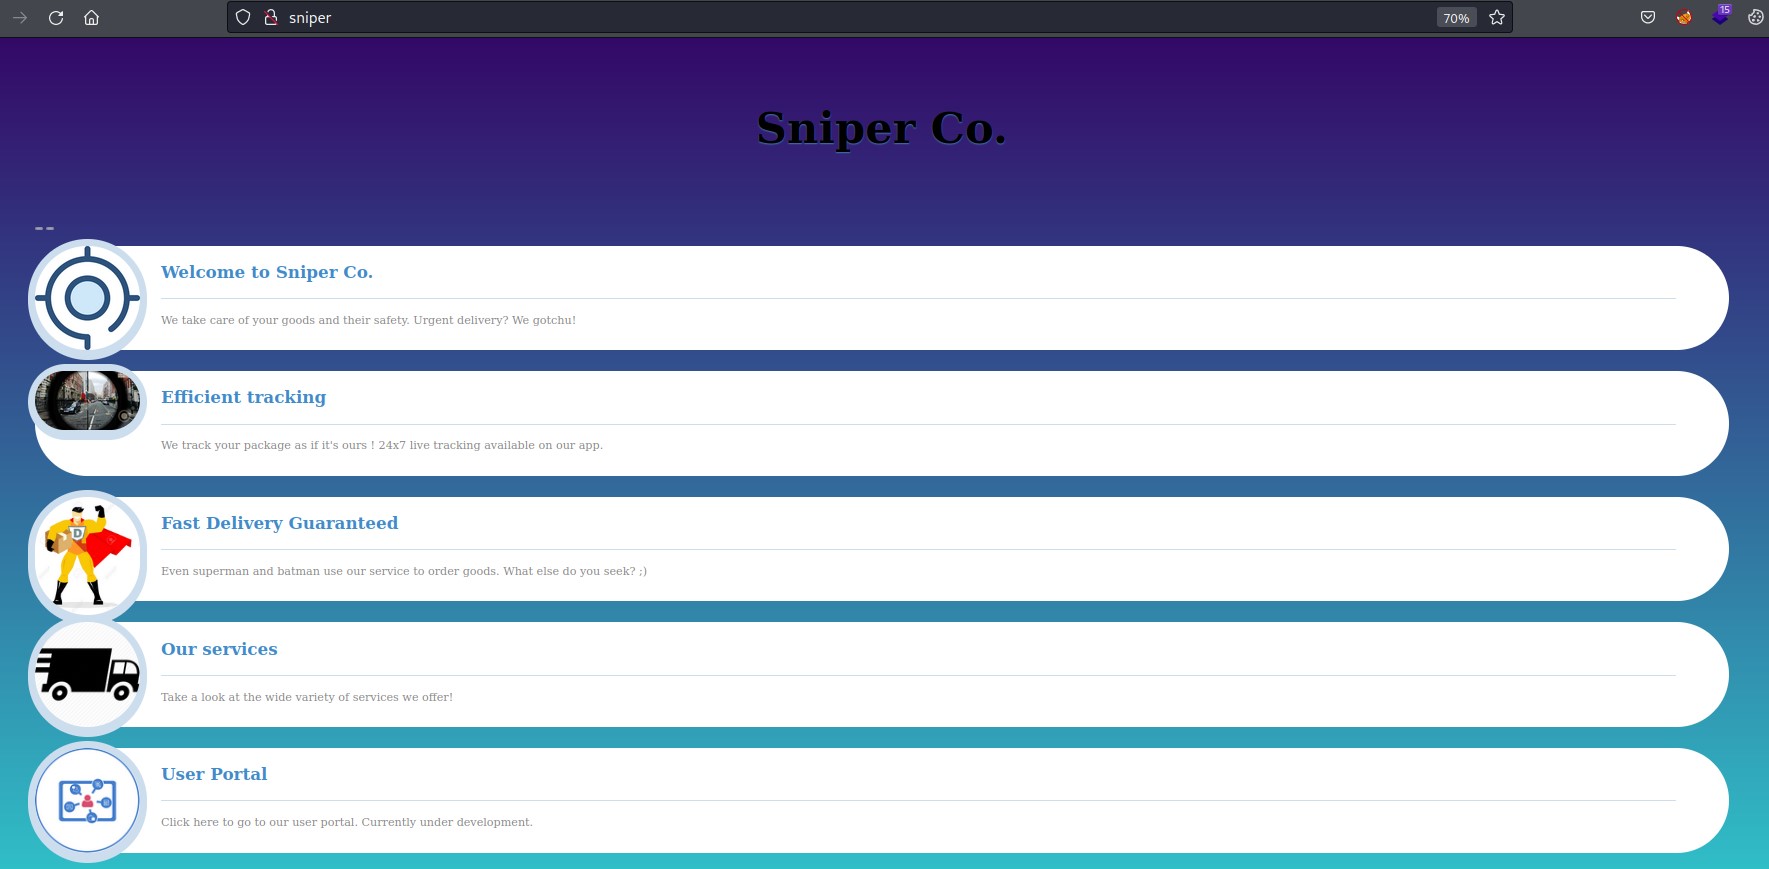 sniper
70%
15
Sniper Co.
--
Welcome to Sniper Co.
We take care of your goods and their safety. Urgent delivery? We gotchu!
Efficient tracking
We track your package as if it's ours ! 24x7 live tracking available on our app.
D
Fast Delivery Guaranteed
Even superman and batman use our service to order goods. What else do you seek? ;)
Our services
Take a look at the wide variety of services we offer!
User Portal
Click here to go to our user portal. Currently under development.